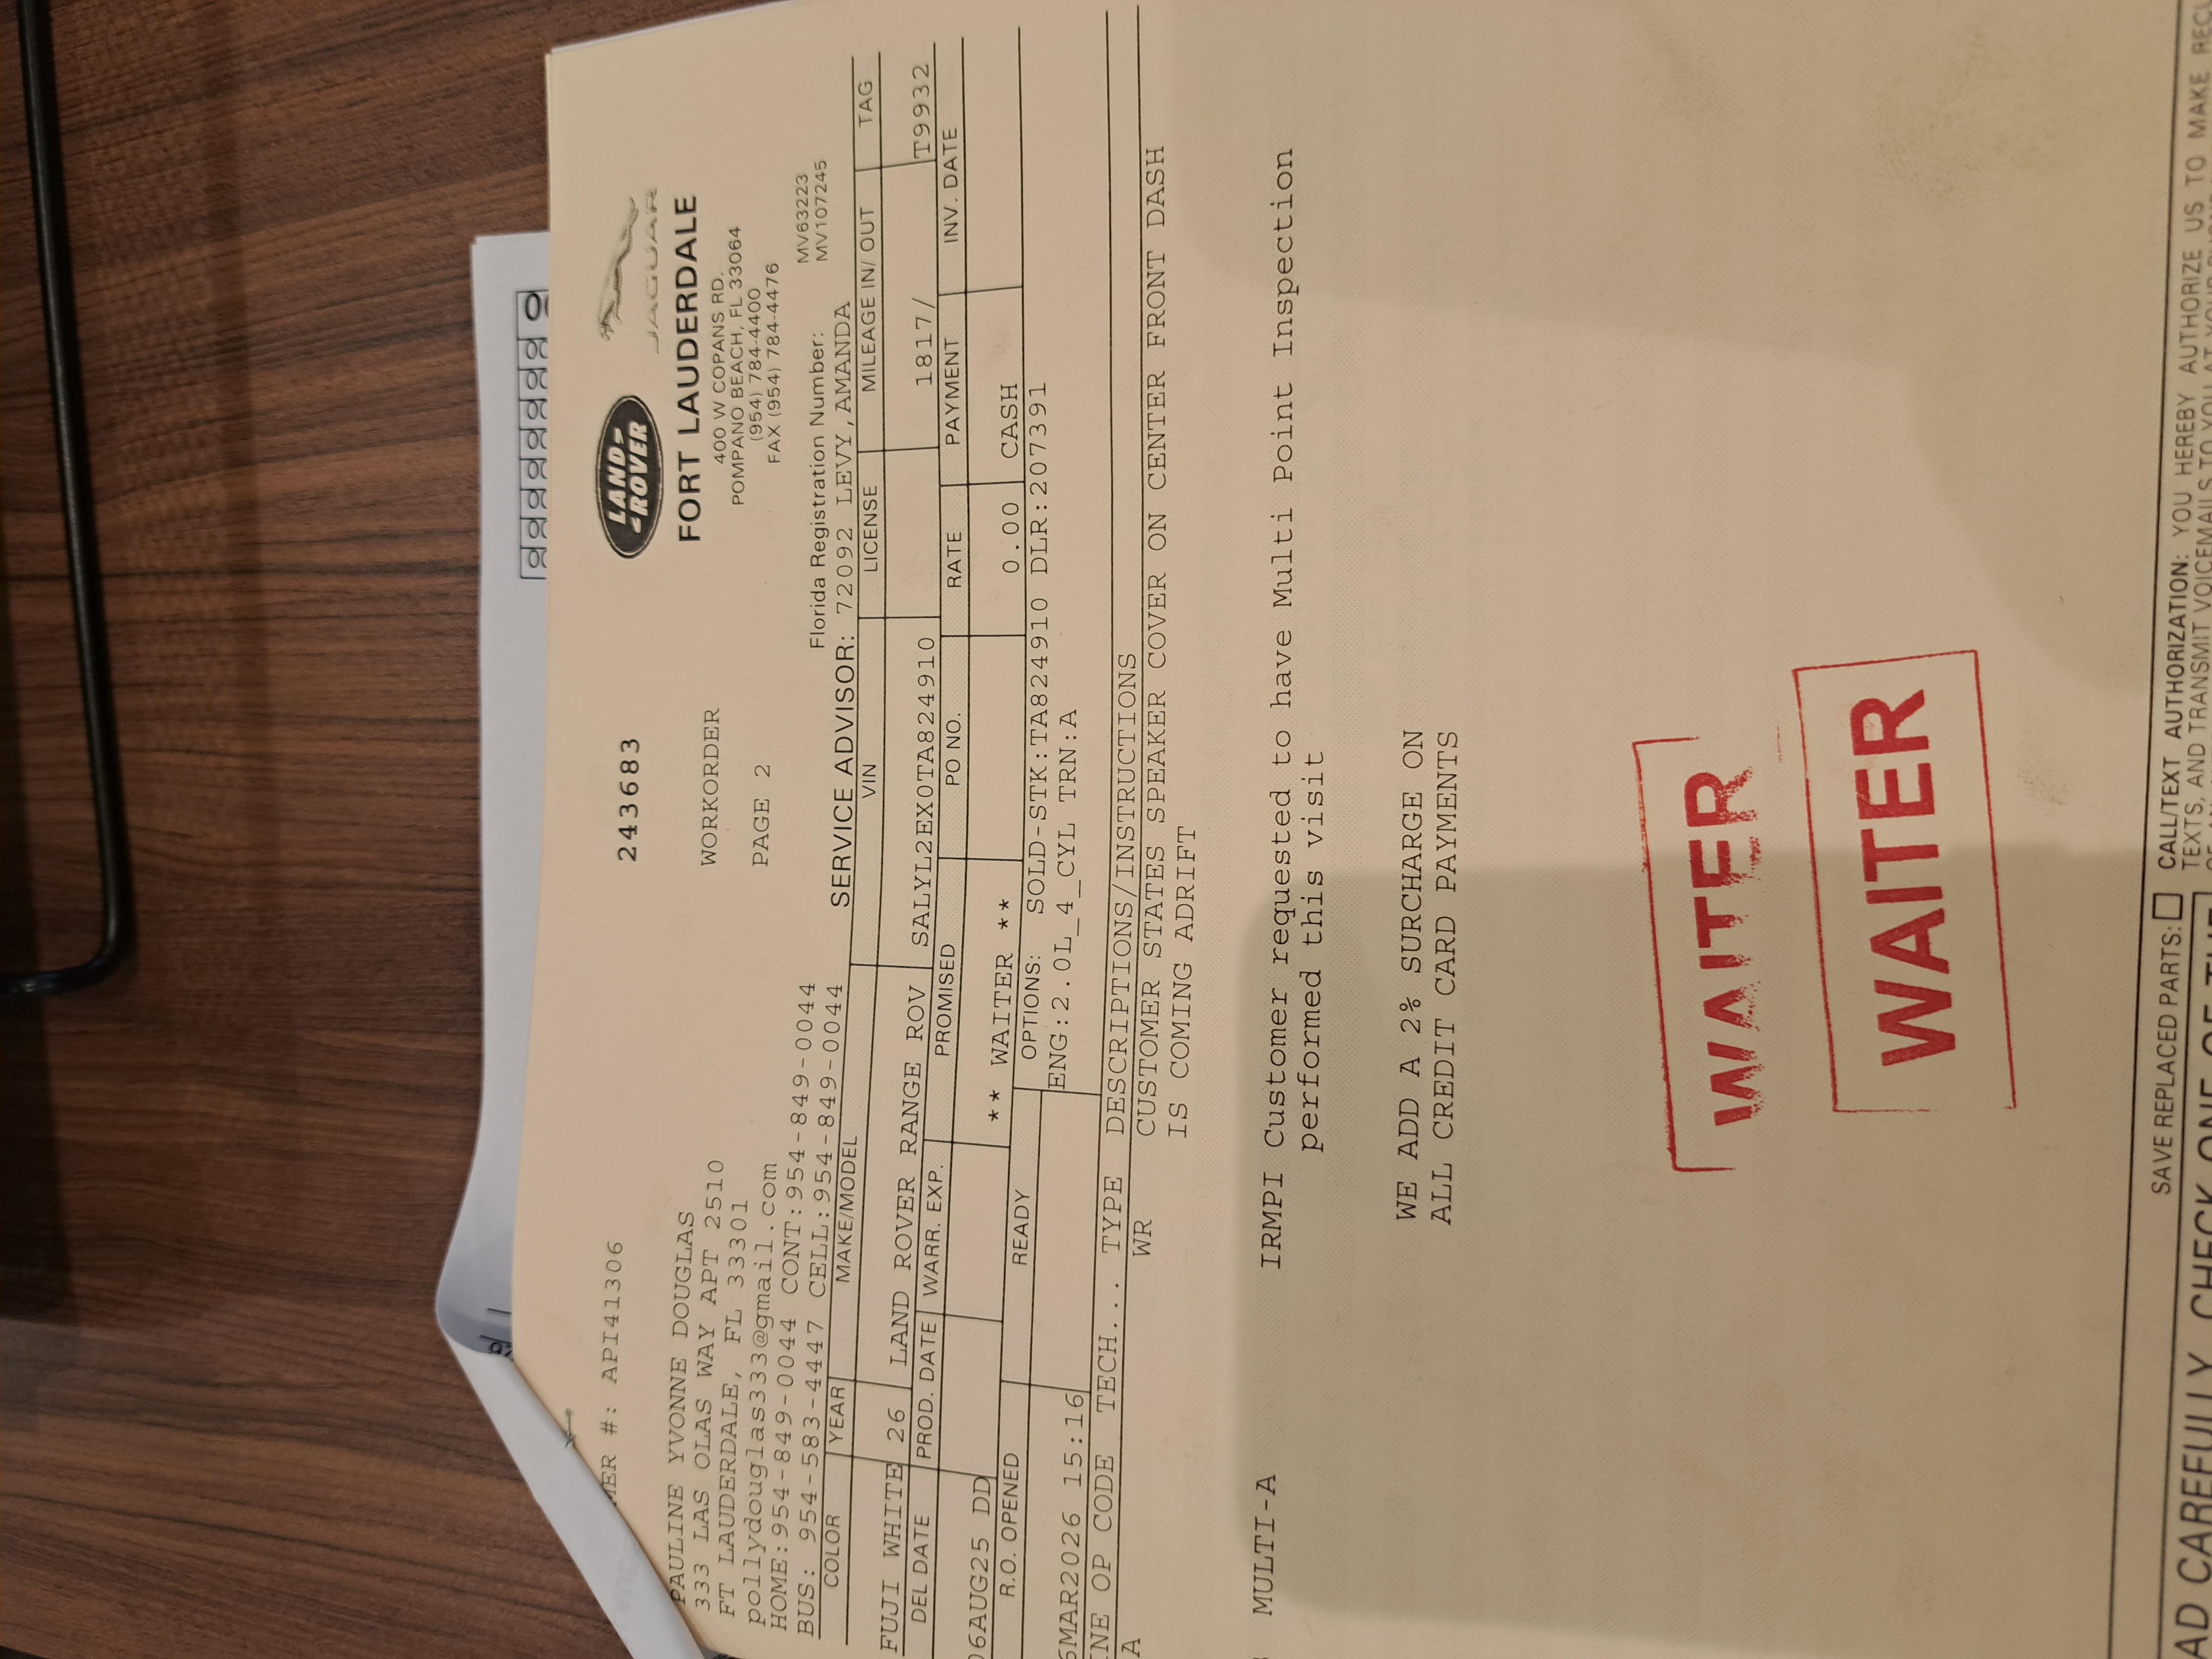 LAND-
-ROVER
JAGUAR
FORT LAUDERDALE
400 W COPANS RD.
POMPANO BEACH, FL 33064
(954) 784-4400
FAX (954) 784-4476
MV63223
Florida Registration Number: MV107245
243683
WORKORDER
PAGE 2
#: API41306
PAULINE YVONNE DOUGLAS
333 LAS OLAS WAY APT 2510
FT LAUDERDALE, FL 33301
pollydouglas333@gmail.com
HOME:954-849-0044 CONT:954-849-0044
BUS: 954-583-4447 CELL:954-849-0044
SERVICE ADVISOR: 72092 LEVY,AMANDA
COLOR YEAR MAKE/MODEL VIN LICENSE MILEAGE IN/ OUT TAG
FUJI WHITE 26 LAND ROVER RANGE ROV SALYL2EX0TA824910 1817/ T9932
DEL DATE PROD. DATE WARR. EXP. PROMISED PO NO. RATE PAYMENT INV. DATE
06AUG25 DD ** WAITER ** 0.00 CASH
R.O. OPENED READY OPTIONS: SOLD-STK:TA824910 DLR:207391
6MAR2026 15:16 ENG:2.0L_4_CYL TRN:A
INE OP CODE TECH... TYPE DESCRIPTIONS/INSTRUCTIONS
A WR CUSTOMER STATES SPEAKER COVER ON CENTER FRONT DASH
IS COMING ADRIFT
MULTI-A IRMPI Customer requested to have Multi Point Inspection
performed this visit
WE ADD A 2% SURCHARGE ON
ALL CREDIT CARD PAYMENTS
WAITER
WAITER
SAVE REPLACED PARTS: CALL/TEXT AUTHORIZATION: YOU HEREBY AUTHORIZE US TO MAKE
TEXTS, AND TRANSMIT VOICEMAILS TO YOU AT YOUR
AD CAREFULLY, CHECK ONE OF THE